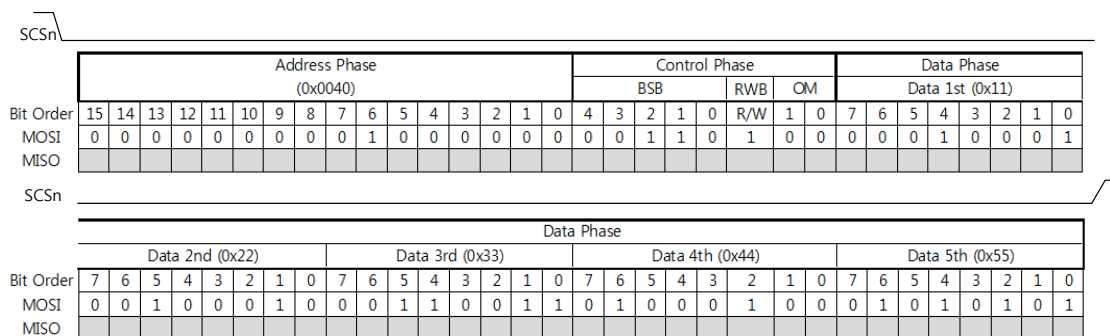 SCSn
Address Phase Control Phase Data Phase
(0x0040) BSB RWB OM Data 1st (0x11)
Bit Order 15 14 13 12 11 10 9 8 7 6 5 4 3 2 1 0 4 3 2 1 0 R/W 1 0 7 6 5 4 3 2 1 0
MOSI 0 0 0 0 0 0 0 0 0 1 0 0 0 0 0 0 0 0 1 1 0 1 0 0 0 0 0 1 0 0 0 1
MISO
SCSn
Data Phase
Data 2nd (0x22) Data 3rd (0x33) Data 4th (0x44) Data 5th (0x55)
Bit Order 7 6 5 4 3 2 1 0 7 6 5 4 3 2 1 0 7 6 5 4 3 2 1 0 7 6 5 4 3 2 1 0
MOSI 0 0 1 0 0 0 1 0 0 0 1 1 0 0 1 1 0 1 0 0 0 1 0 0 0 1 0 1 0 1 0 1
MISO